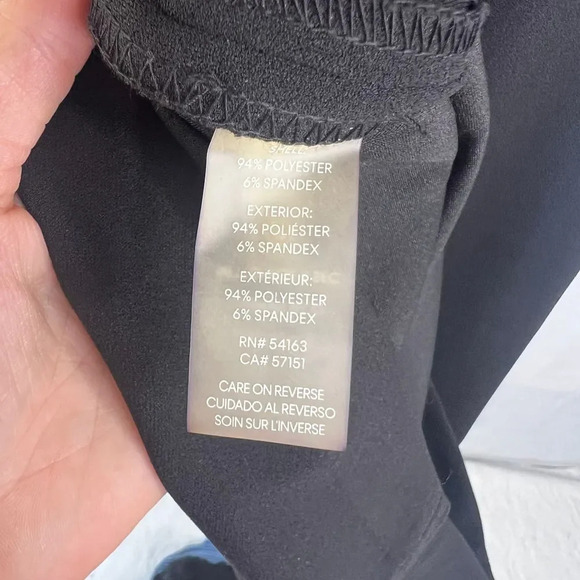 SHELL:
94% POLYESTER
6% SPANDEX
EXTERIOR:
94% POLIÉSTER
6% SPANDEX
EXTÉRIEUR:
94% POLYESTER
6% SPANDEX
RN# 54163
CA# 57151
CARE ON REVERSE
CUIDADO AL REVERSO
SOIN SUR L'INVERSE